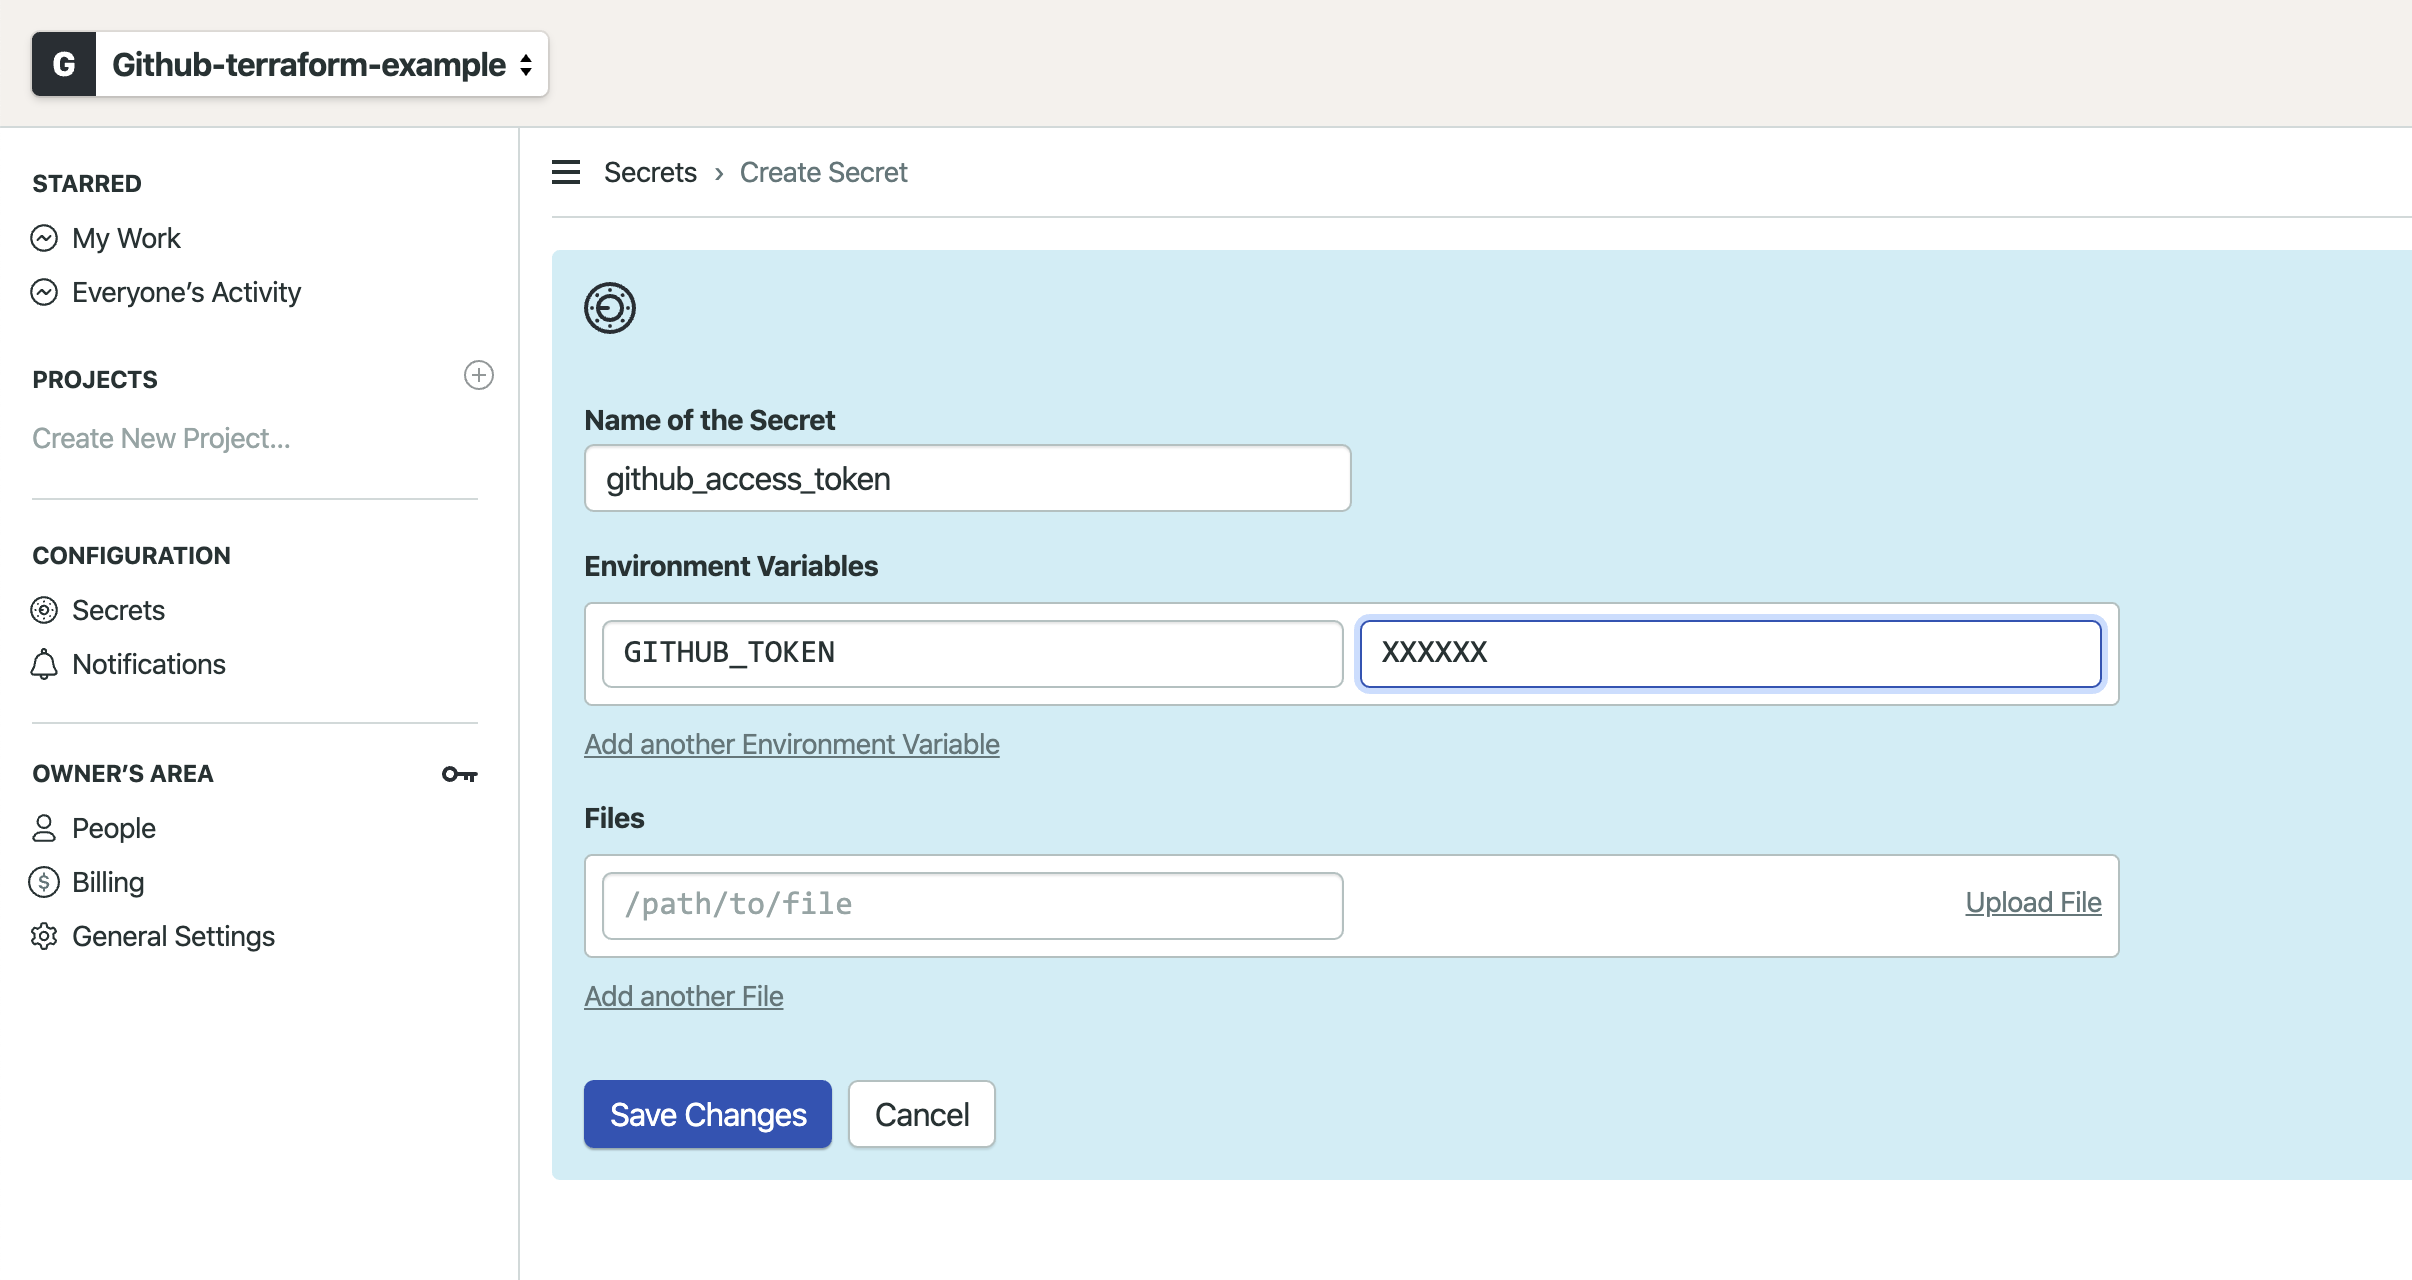 G Github-terraform-example
STARRED
My Work
Everyone’s Activity
PROJECTS
Create New Project...
CONFIGURATION
Secrets
Notifications
OWNER’S AREA
People
$ Billing
General Settings
Secrets › Create Secret
Name of the Secret
github_access_token
Environment Variables
GITHUB_TOKEN XXXXXX
Add another Environment Variable
Files
/path/to/file Upload File
Add another File
Save Changes Cancel